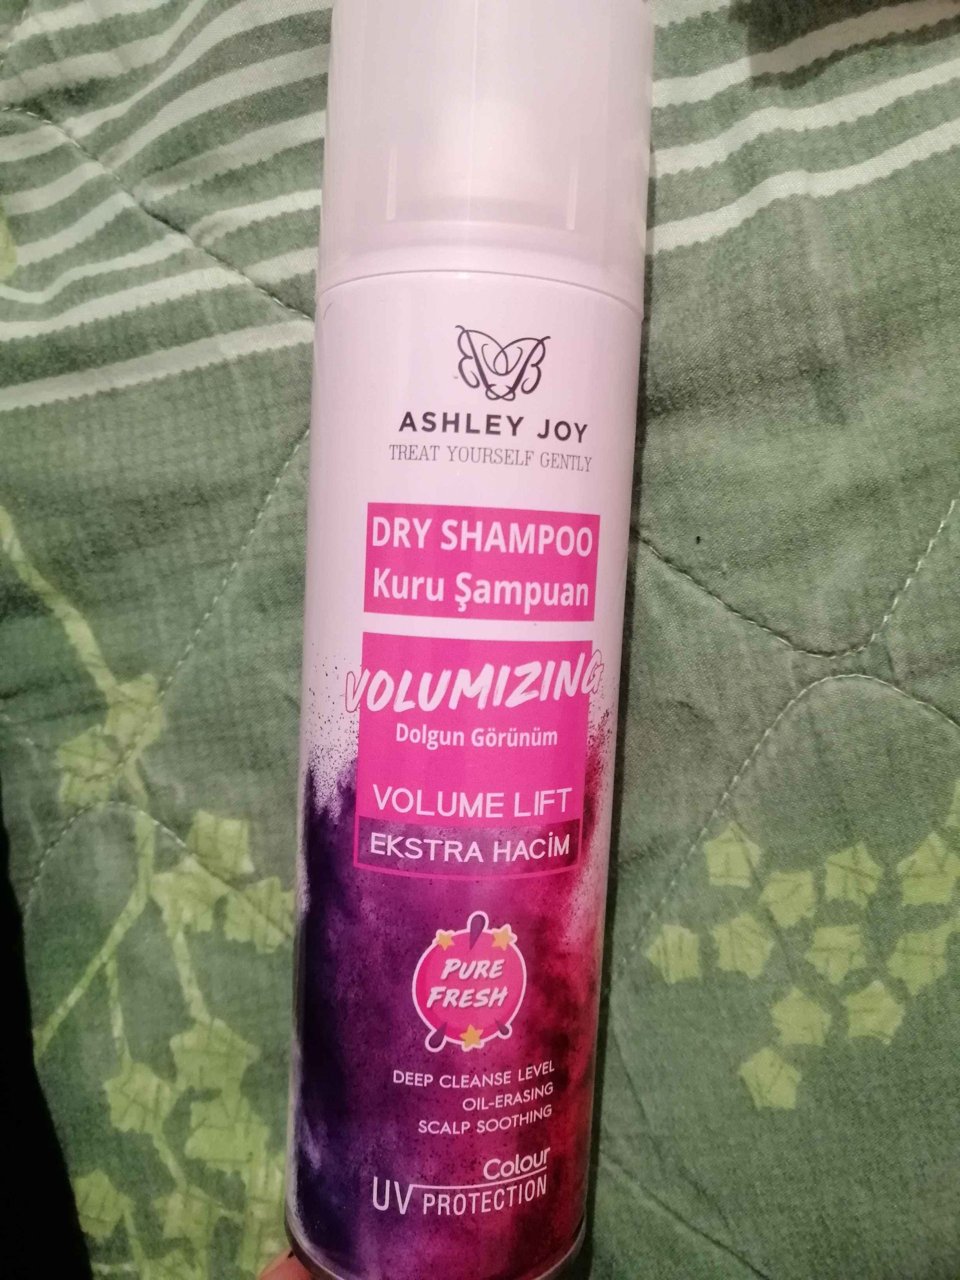 ASHLEY JOY
TREAT YOURSELF GENTLY
DRY SHAMPOO
Kuru Şampuan
VOLUMIZING
Dolgun Görünüm
VOLUME LIFT
EKSTRA HACİM
PURE
FRESH
DEEP CLEANSE LEVEL
OIL-ERASING
SCALP SOOTHING
Colour
UV PROTECTION